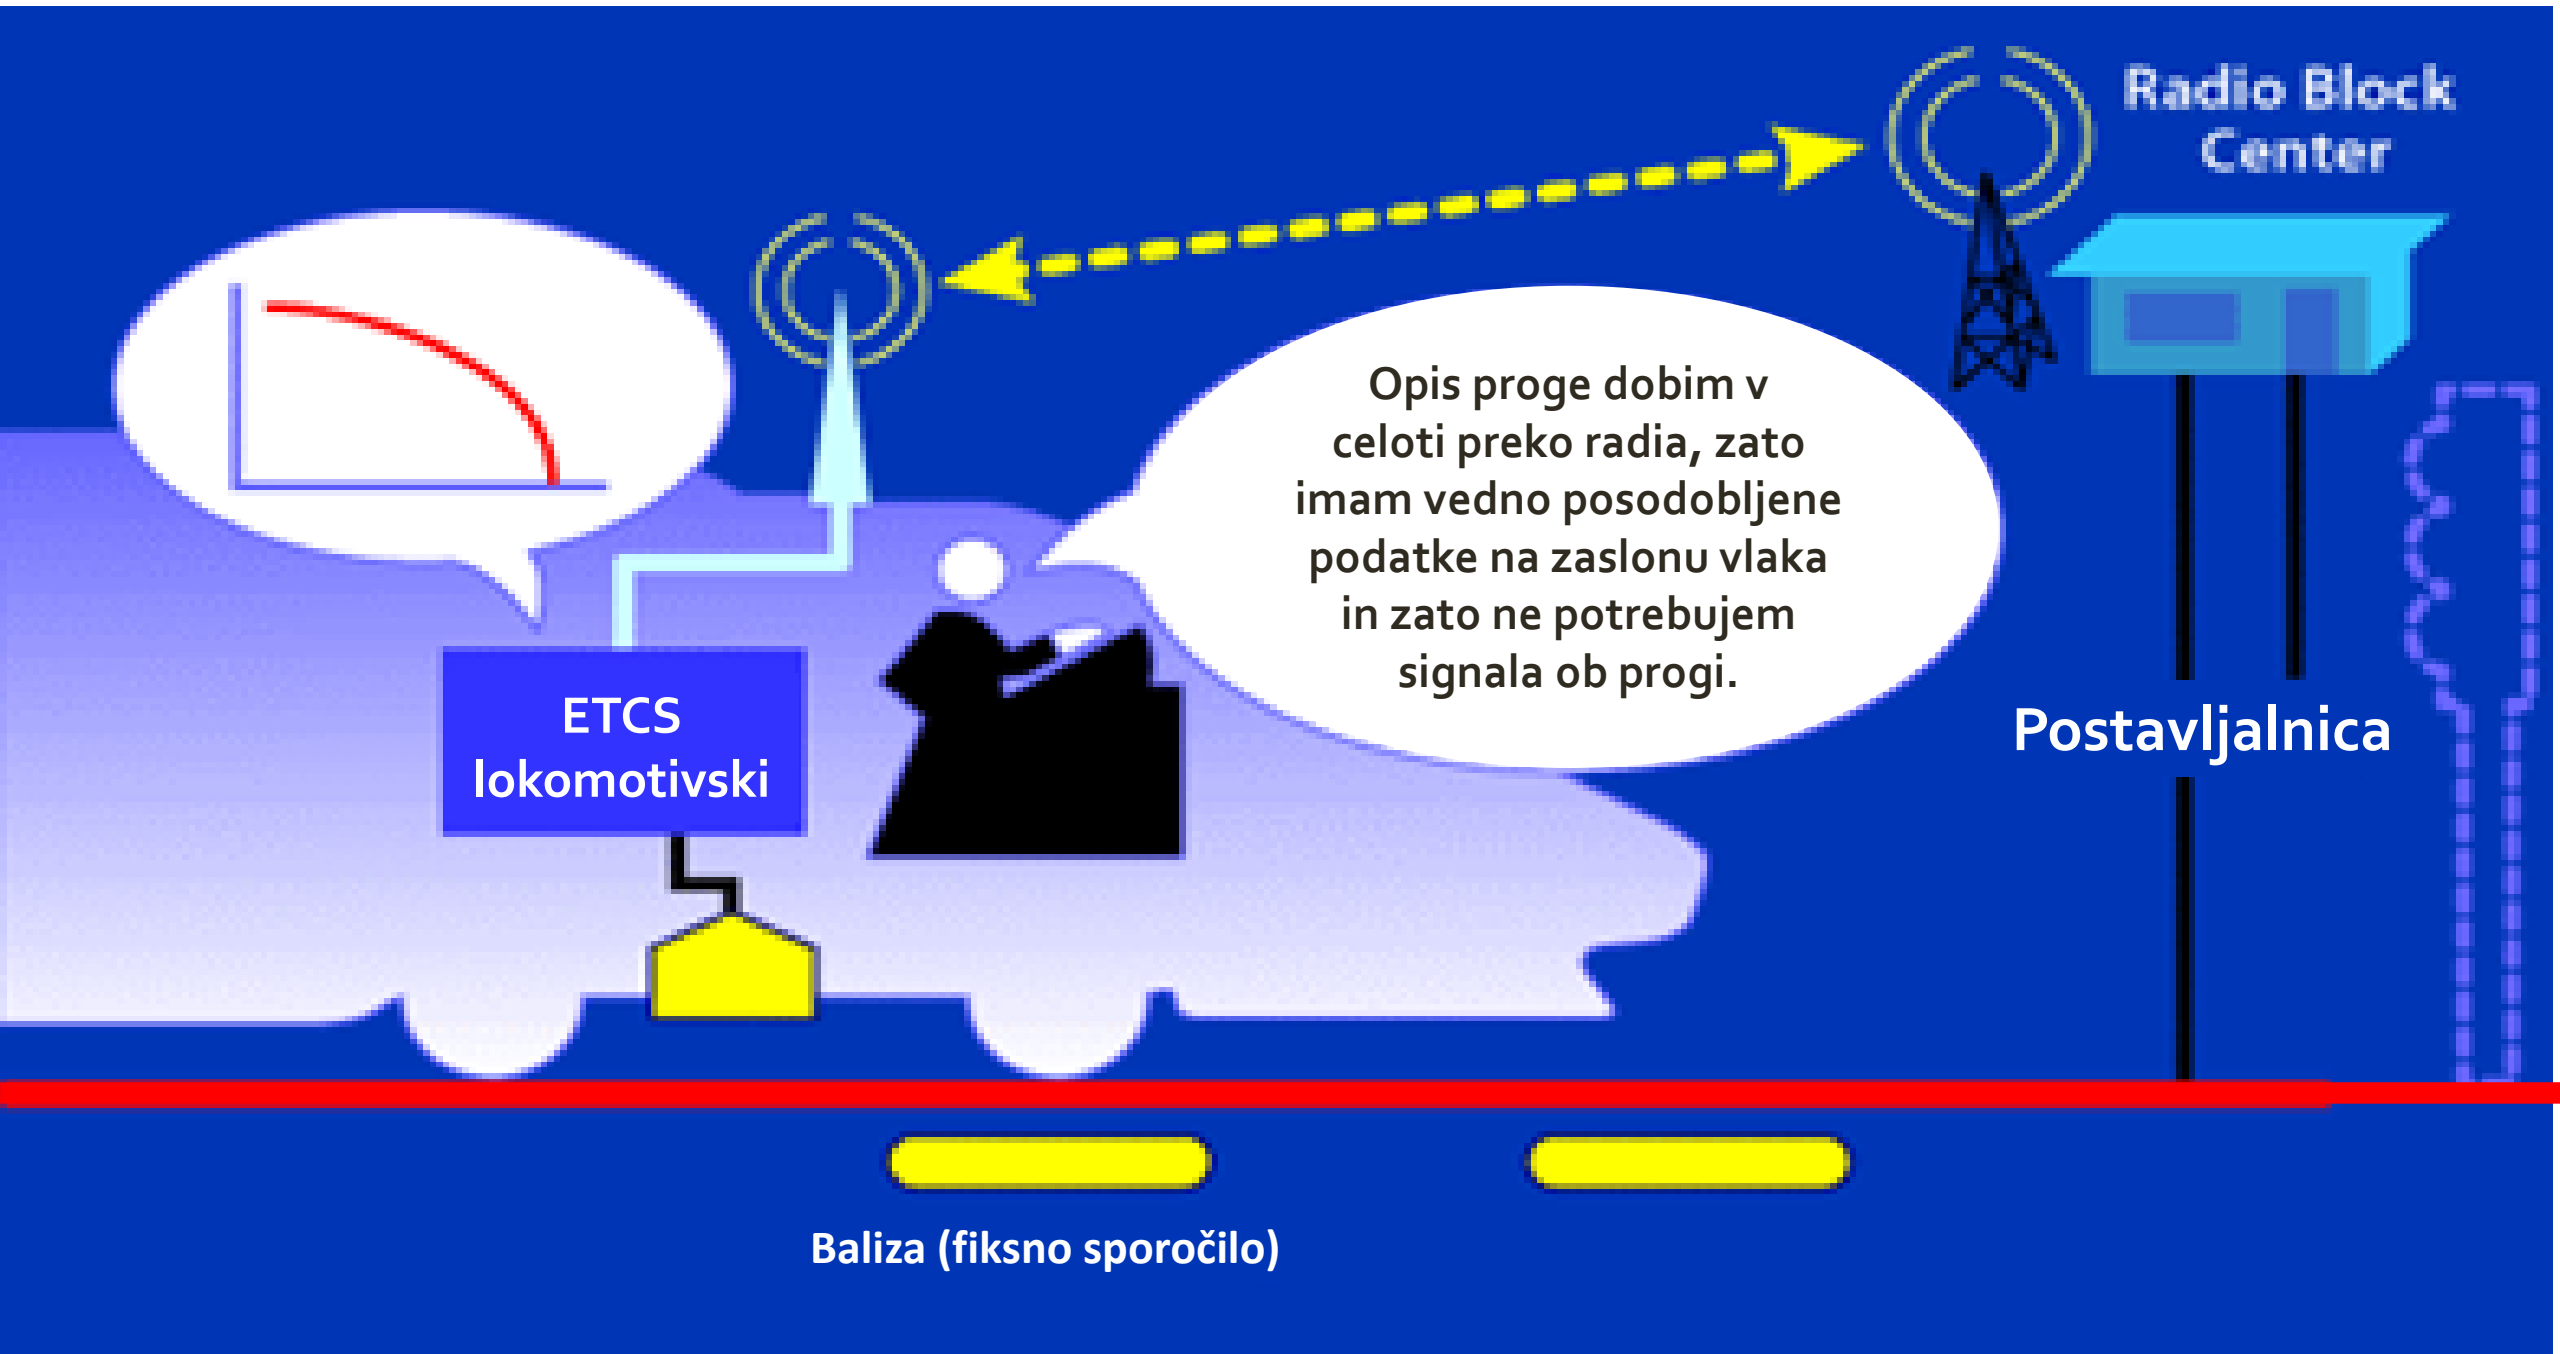 Radio Block
Center
Opis proge dobim v
celoti preko radia, zato
imam vedno posodobljene
podatke na zaslonu vlaka
in zato ne potrebujem
signala ob progi.
ETCS
lokomotivski
Postavljalnica
Baliza (fiksno sporočilo)